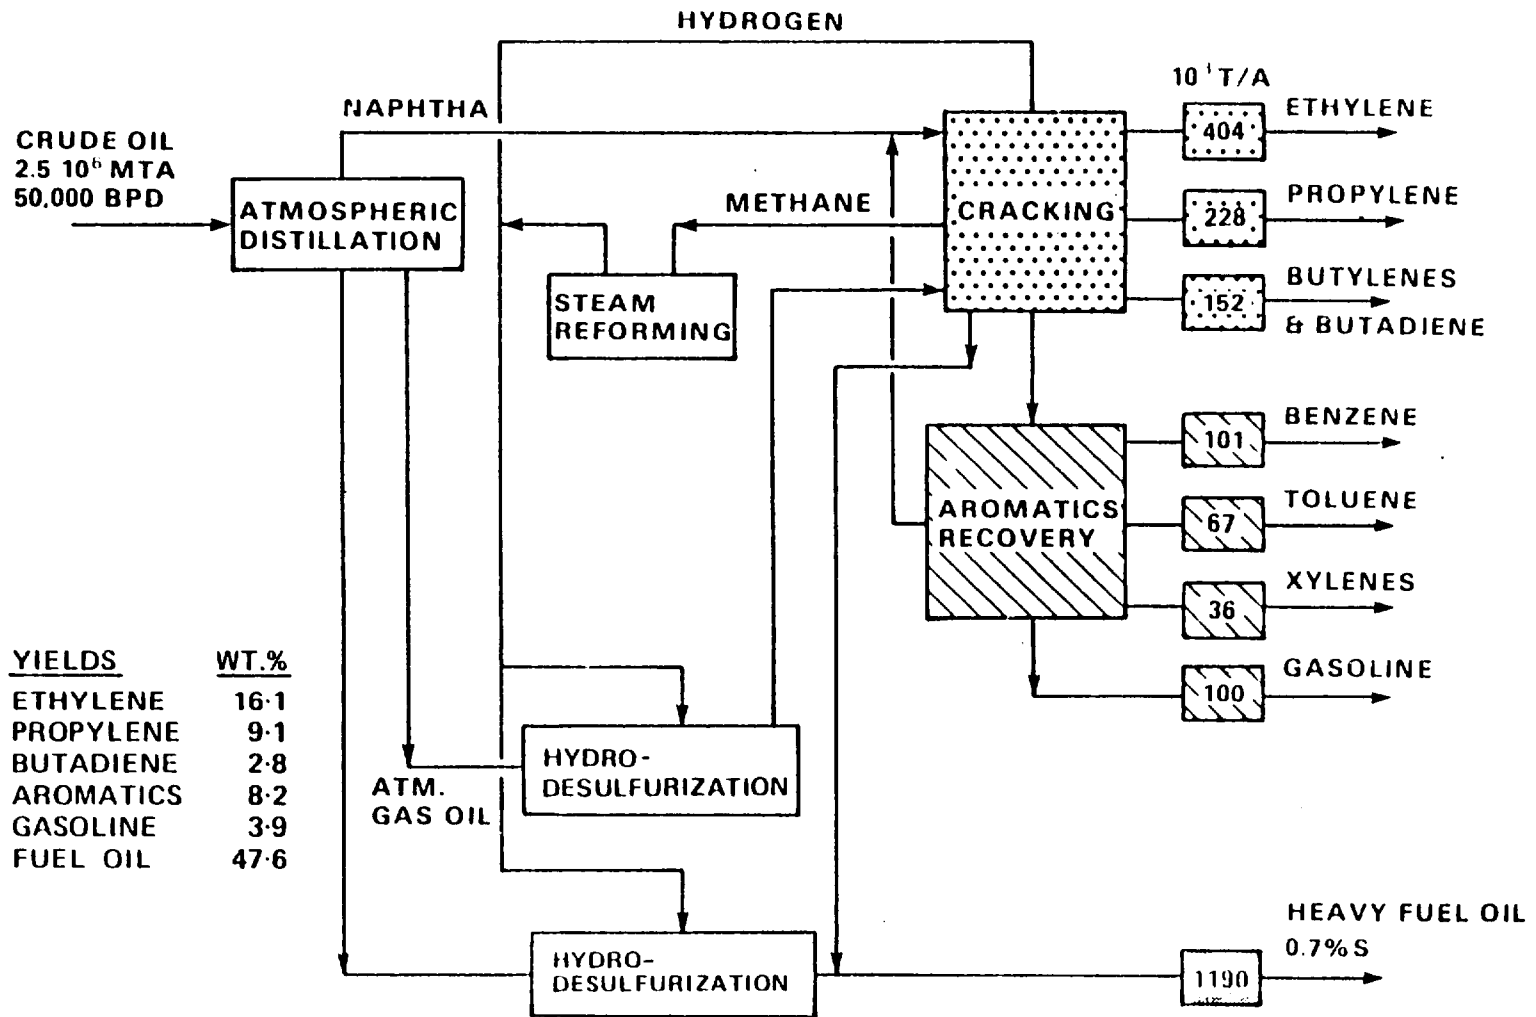 HYDROGEN
10³ T/A
NAPHTHA
ETHYLENE
404
CRUDE OIL
2.5 10⁶ MTA
50,000 BPD
ATMOSPHERIC
DISTILLATION
METHANE
CRACKING
PROPYLENE
228
STEAM
REFORMING
BUTYLENES
152
& BUTADIENE
BENZENE
101
AROMATICS
RECOVERY
TOLUENE
67
XYLENES
36
GASOLINE
100
YIELDS WT.%
ETHYLENE 16·1
PROPYLENE 9·1
BUTADIENE 2·8
AROMATICS 8·2
GASOLINE 3·9
FUEL OIL 47·6
HYDRO-
DESULFURIZATION
ATM.
GAS OIL
HYDRO-
DESULFURIZATION
HEAVY FUEL OIL
0.7% S
1190